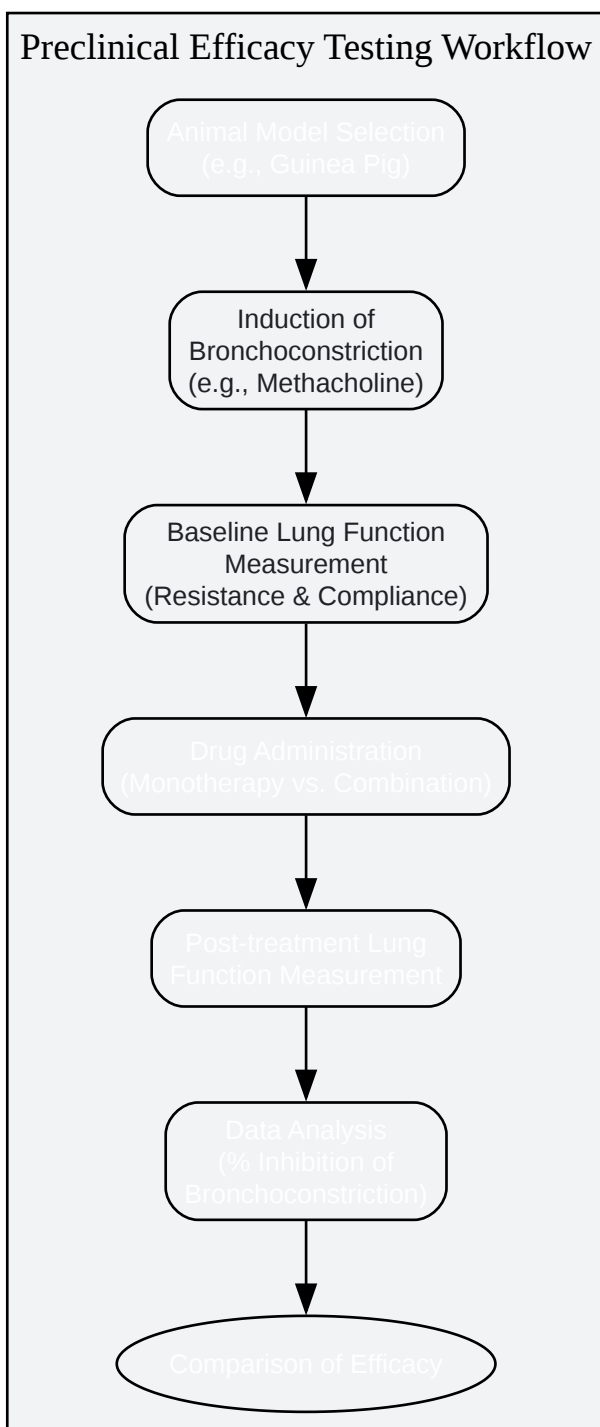 Preclinical Efficacy Testing Workflow
Animal Model Selection
(e.g., Guinea Pig)
Induction of
Bronchoconstriction
(e.g., Methacholine)
Baseline Lung Function
Measurement
(Resistance & Compliance)
Drug Administration
(Monotherapy vs. Combination)
Post-treatment Lung
Function Measurement
Data Analysis
(% Inhibition of
Bronchoconstriction)
Comparison of Efficacy